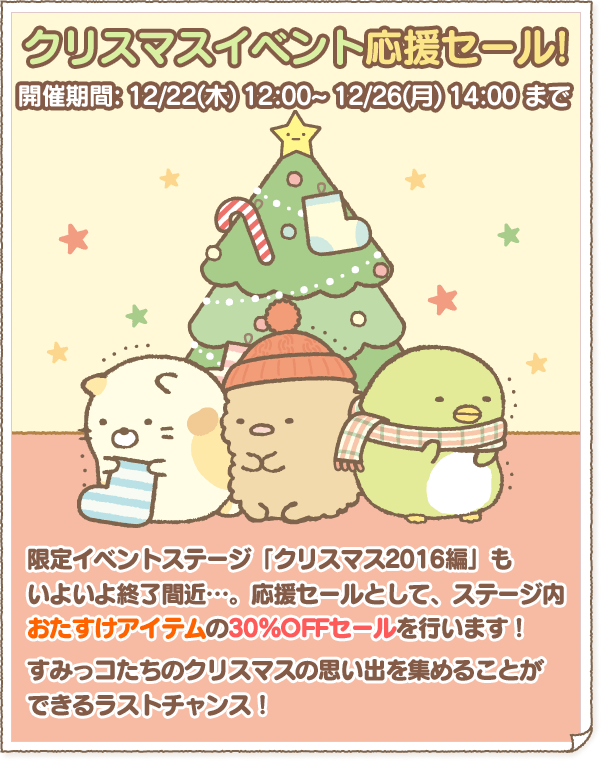 クリスマスイベント応援セール!
開催期間: 12/22(木) 12:00~ 12/26(月) 14:00 まで
限定イベントステージ「クリスマス2016編」も
いよいよ終了間近…。応援セールとして、ステージ内
おたすけアイテムの30%OFFセールを行います！
すみっコたちのクリスマスの思い出を集めることが
できるラストチャンス！